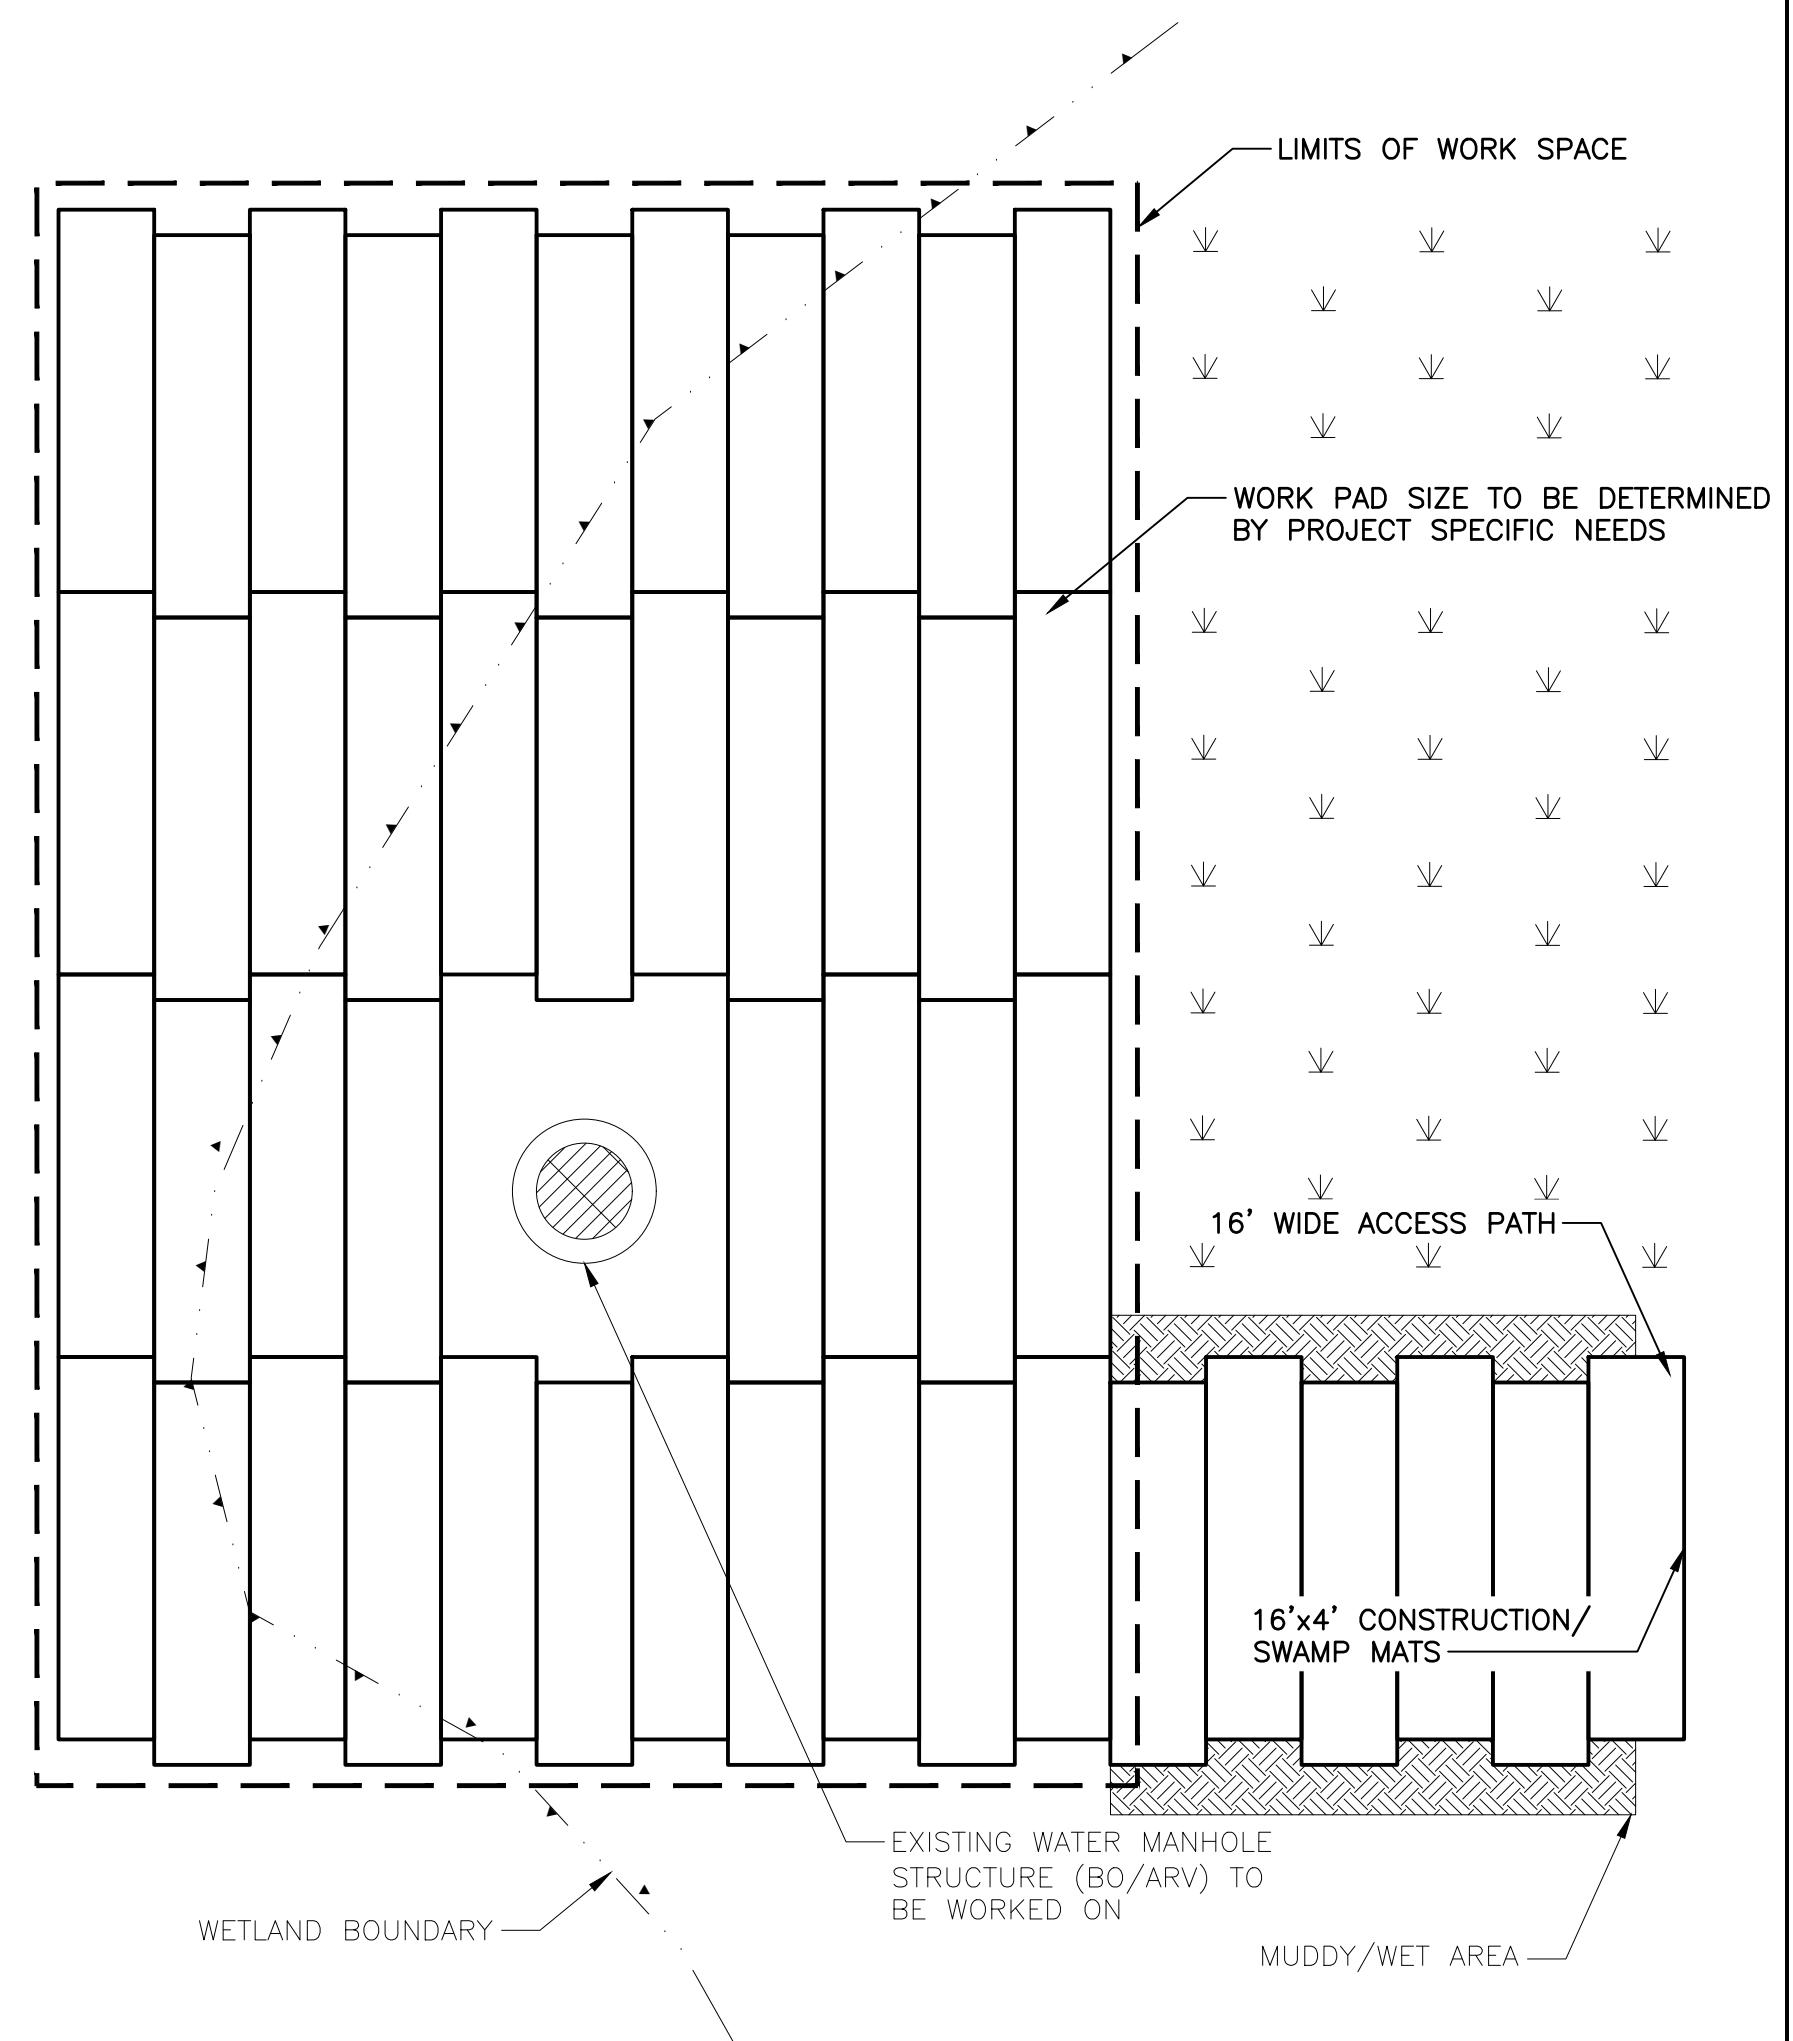 LIMITS OF WORK SPACE
WORK PAD SIZE TO BE DETERMINED
BY PROJECT SPECIFIC NEEDS
16' WIDE ACCESS PATH
16'x4' CONSTRUCTION/
SWAMP MATS
EXISTING WATER MANHOLE
STRUCTURE (BO/ARV) TO
BE WORKED ON
WETLAND BOUNDARY
MUDDY/WET AREA